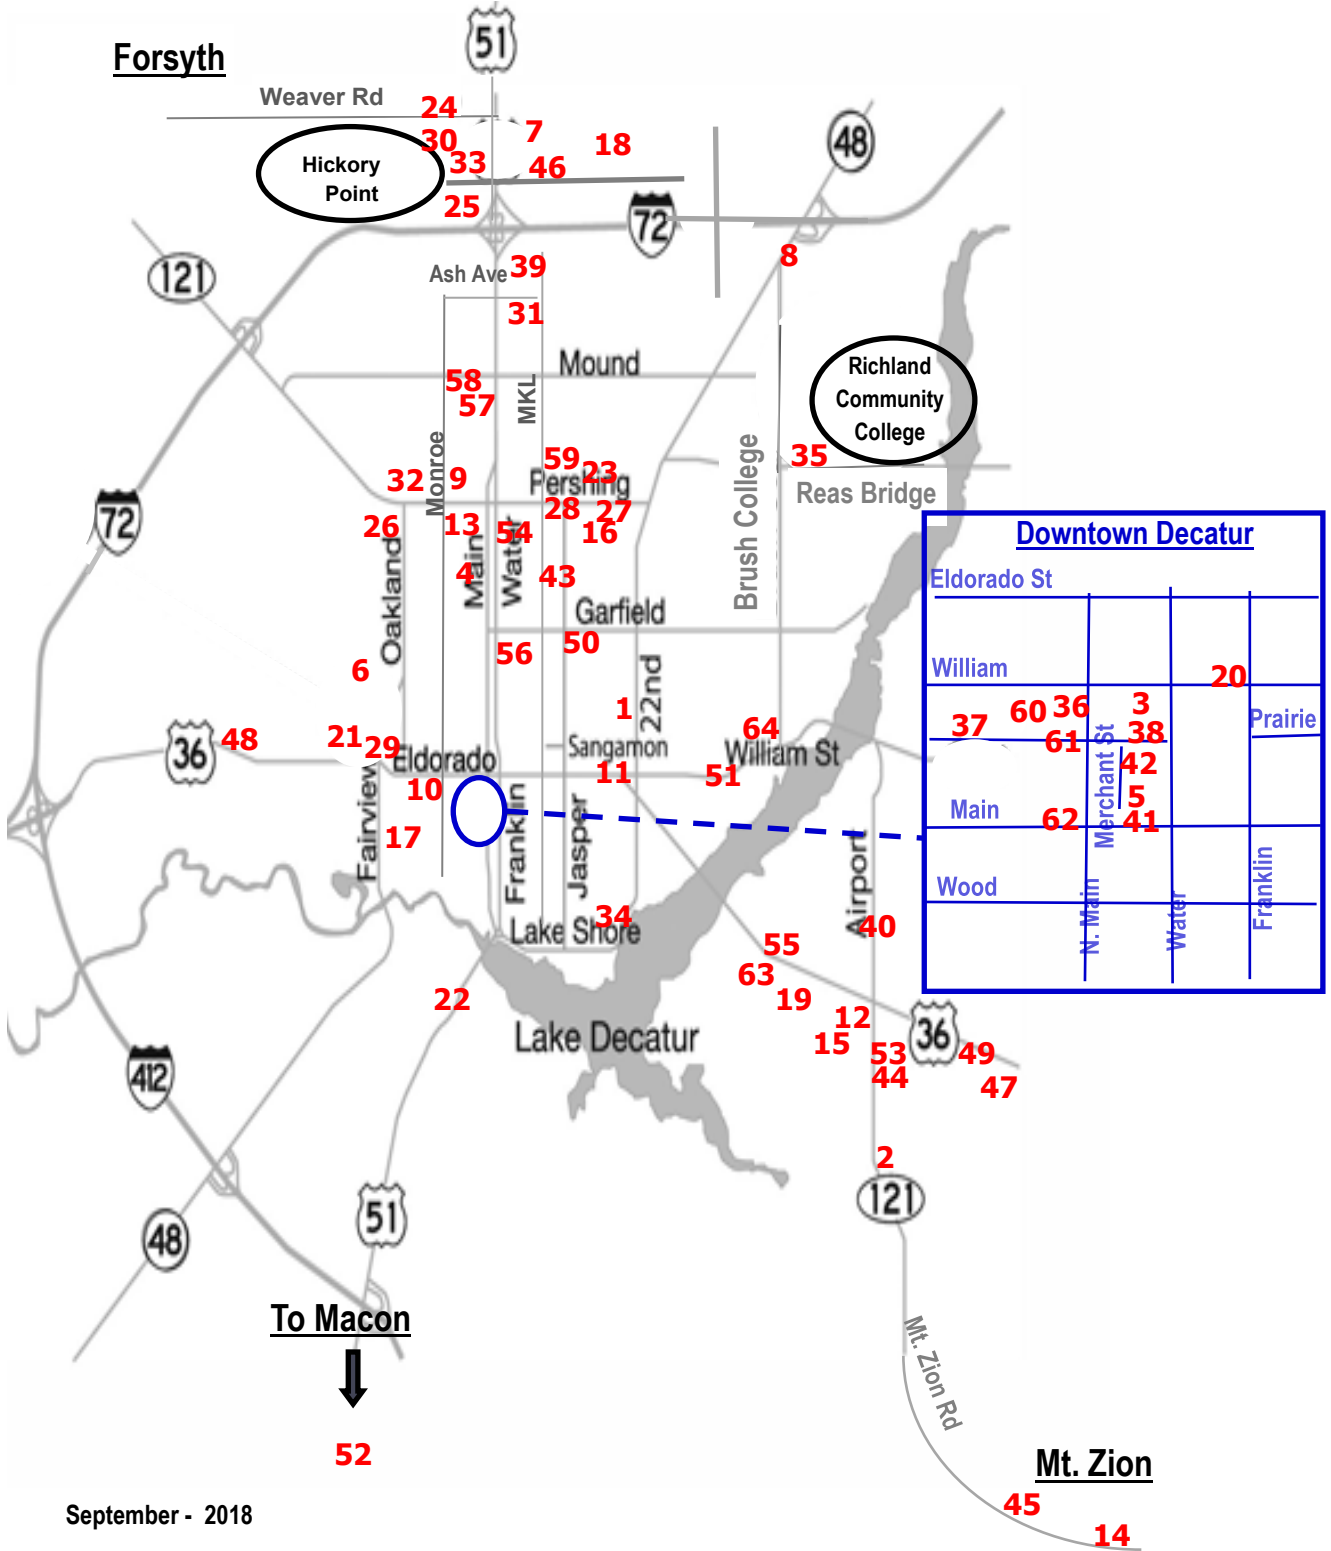 51
Forsyth
Weaver Rd
24
7
18
30
33
46
Hickory
Point
48
25
72
8
39
Ash Ave
121
31
Mound
58
57
MKL
Richland
Community
College
59
23
35
32
9
Monroe
Pershing
Reas Bridge
Brush College
28
27
72
26
13
54
16
Main
Water
Oakland
4
43
Garfield
50
56
6
1
22nd
64
21
48
29
36
Eldorado
Sangamon
William St
11
51
10
Fairview
Franklin
Jasper
17
Airport
34
Lake Shore
40
55
63
22
19
12
Lake Decatur
15
36
53
49
44
47
412
2
121
51
48
To Macon
Mt. Zion Rd
52
Mt. Zion
45
14
September - 2018
Downtown Decatur
Eldorado St
William
20
3
36
60
37
Prairie
38
61
Merchant St
42
5
Main
62
41
Wood
N. Main
Water
Franklin